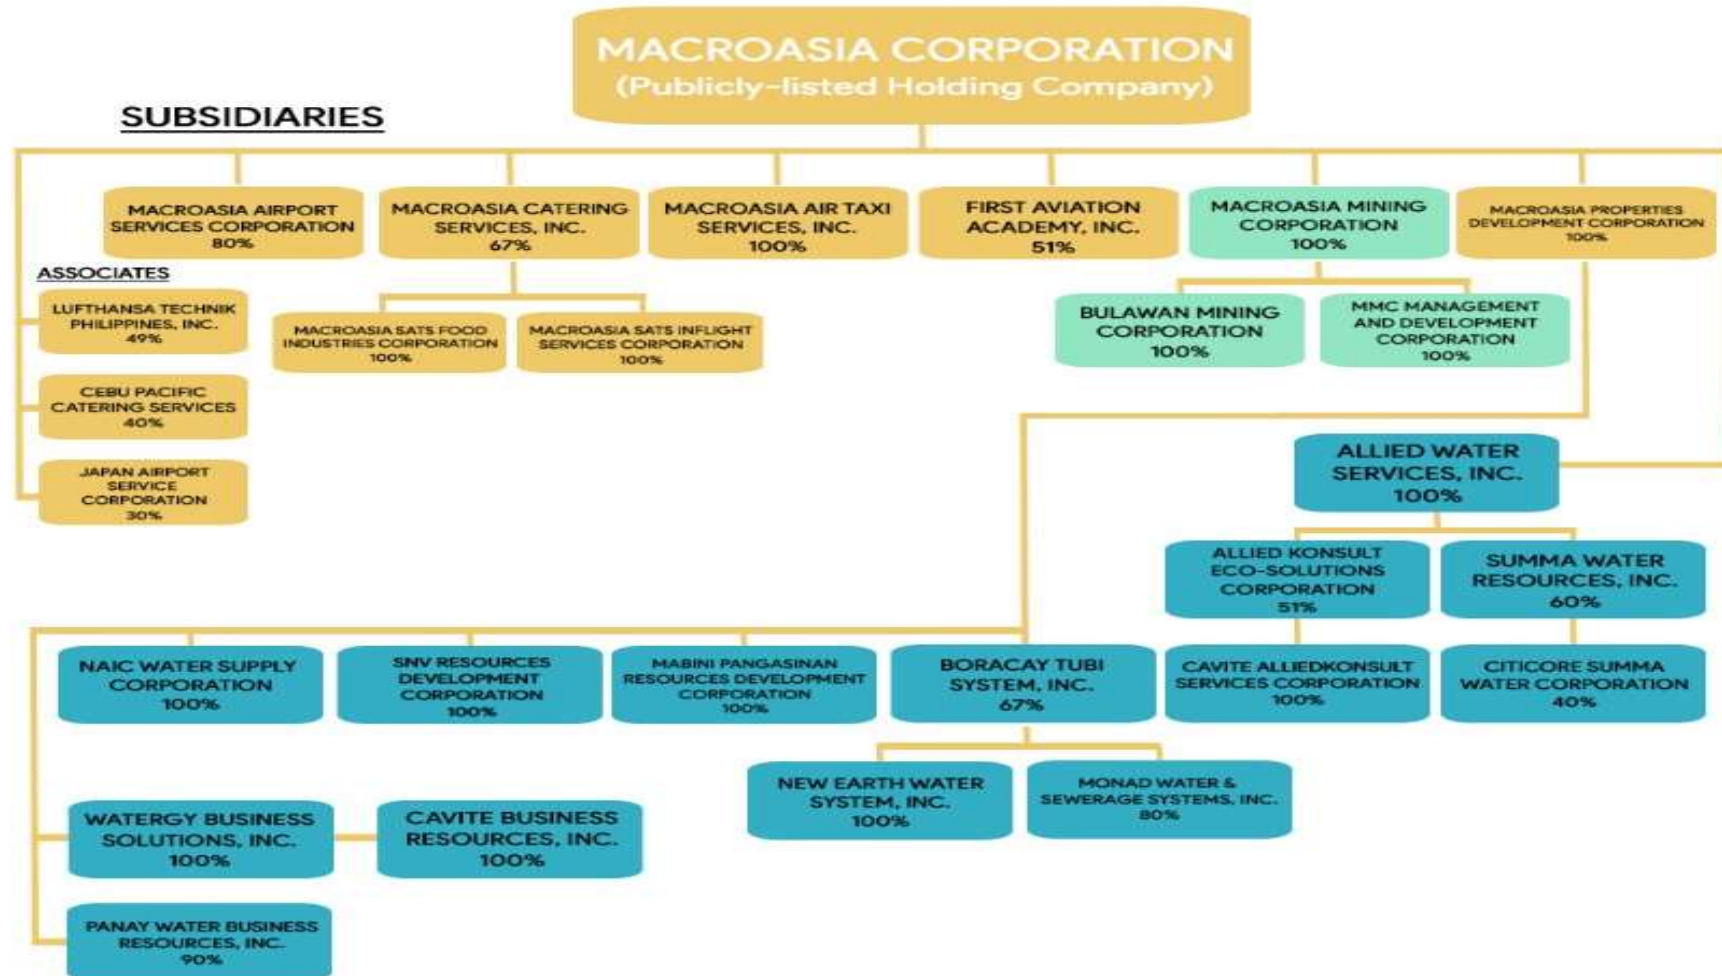 MACROASIA CORPORATION
(Publicly-listed Holding Company)
SUBSIDIARIES
MACROASIA AIRPORT
SERVICES CORPORATION
80%
MACROASIA CATERING
SERVICES, INC.
67%
MACROASIA AIR TAXI
SERVICES, INC.
100%
FIRST AVIATION
ACADEMY, INC.
51%
MACROASIA MINING
CORPORATION
100%
MACROASIA PROPERTIES
DEVELOPMENT CORPORATION
100%
ASSOCIATES
LUFTHANSA TECHNIK
PHILIPPINES, INC.
49%
MACROASIA SATS FOOD
INDUSTRIES CORPORATION
100%
MACROASIA SATS INFLIGHT
SERVICES CORPORATION
100%
BULAWAN MINING
CORPORATION
100%
MMC MANAGEMENT
AND DEVELOPMENT
CORPORATION
100%
CEBU PACIFIC
CATERING SERVICES
40%
JAPAN AIRPORT
SERVICE
CORPORATION
30%
ALLIED WATER
SERVICES, INC.
100%
ALLIED KONSULT
ECO-SOLUTIONS
CORPORATION
51%
SUMMA WATER
RESOURCES, INC.
60%
NAIC WATER SUPPLY
CORPORATION
100%
SNV RESOURCES
DEVELOPMENT
CORPORATION
100%
MABINI PANGASINAN
RESOURCES DEVELOPMENT
CORPORATION
100%
BORACAY TUBI
SYSTEM, INC.
67%
CAVITE ALLIEDKONSULT
SERVICES CORPORATION
100%
CITICORE SUMMA
WATER CORPORATION
40%
NEW EARTH WATER
SYSTEM, INC.
100%
MONAD WATER &
SEWERAGE SYSTEMS, INC.
80%
WATERGY BUSINESS
SOLUTIONS, INC.
100%
CAVITE BUSINESS
RESOURCES, INC.
100%
PANAY WATER BUSINESS
RESOURCES, INC.
90%